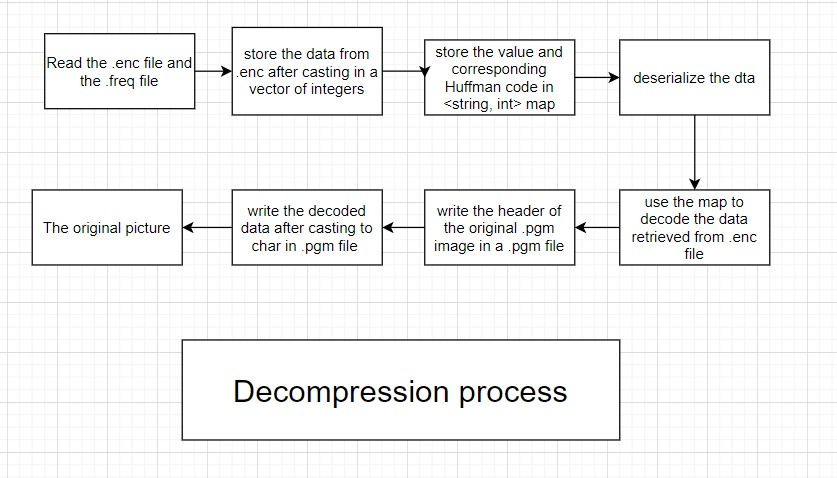 Read the .enc file and
the .freq file
store the data from
.enc after casting in a
vector of integers
store the value and
corresponding
Huffman code in
<string, int> map
deserialize the dta
use the map to
decode the data
retrieved from .enc
file
write the header of
the original .pgm
image in a .pgm file
write the decoded
data after casting to
char in .pgm file
The original picture
Decompression process